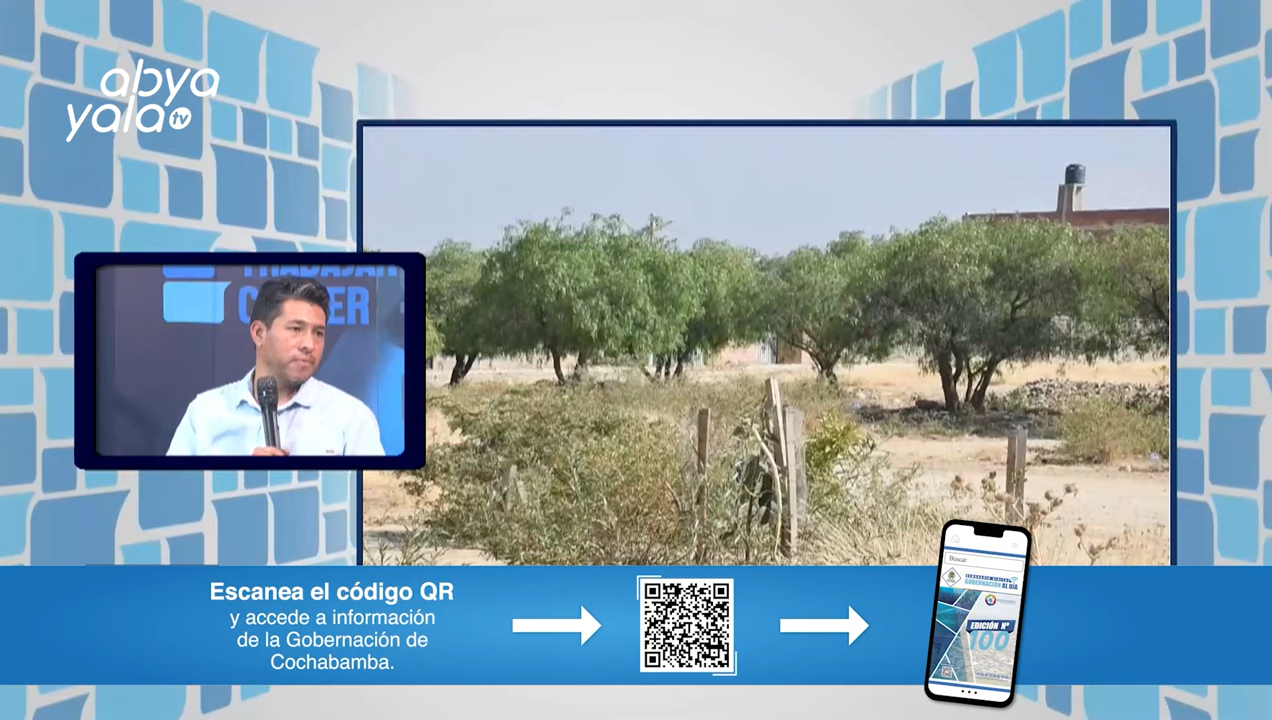 abya
yala tv
Escanea el código QR
y accede a información
de la Gobernación de
Cochabamba.
Buscar
GOBERNACIÓN AL DÍA
EDICIÓN Nº
100